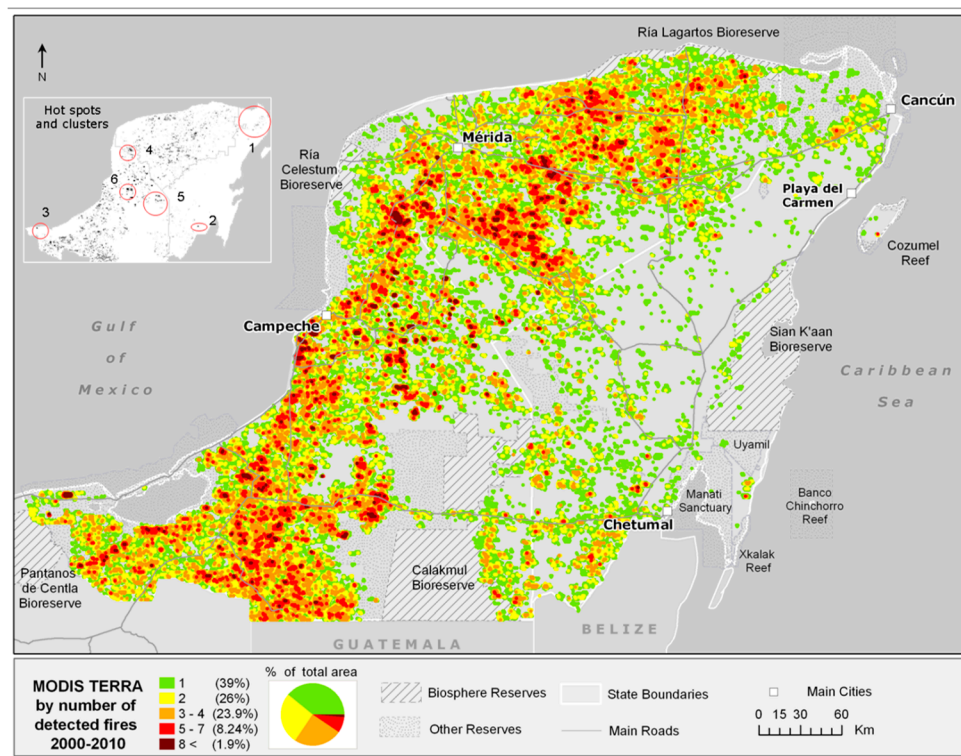 Ría Lagartos Bioreserve
N
Hot spots
and clusters
1
2
3
4
5
6
Cancún
Mérida
Ría
Celestum
Bioreserve
Playa del
Carmen
Cozumel
Reef
Campeche
Gulf
of
Mexico
Sian K'aan
Bioreserve
Caribbean
Sea
Uyamil
Manati
Sanctuary
Banco
Chinchorro
Reef
Chetumal
Xkalak
Reef
Pantanos
de Centla
Bioreserve
Calakmul
Bioreserve
GUATEMALA
BELIZE
MODIS TERRA
by number of
detected fires
2000-2010
1 (39%)
2 (26%)
3 - 4 (23.9%)
5 - 7 (8.24%)
8 < (1.9%)
% of total area
Biosphere Reserves
Other Reserves
State Boundaries
Main Roads
Main Cities
0 15 30 60
Km